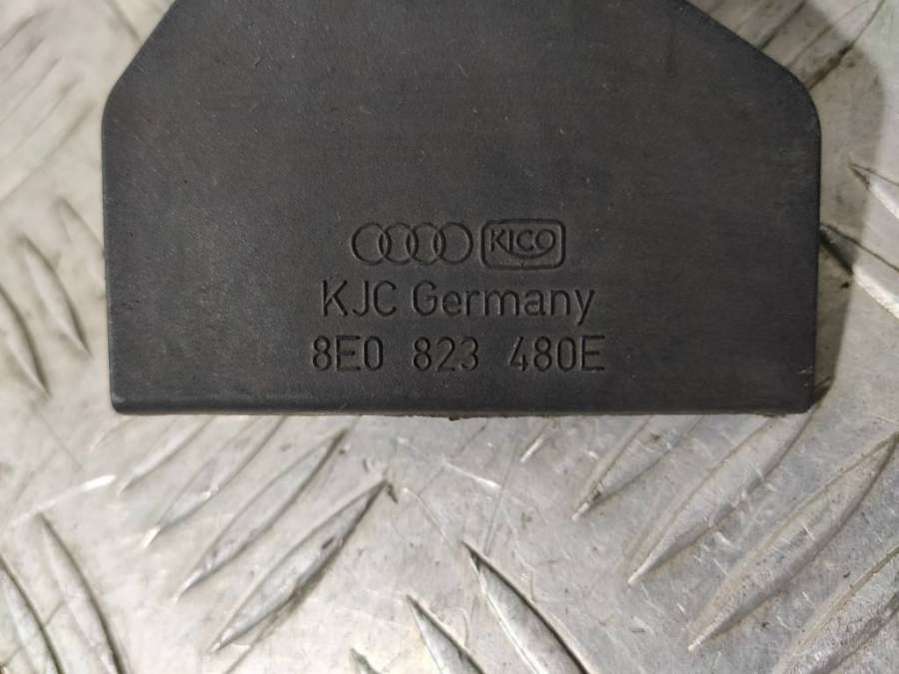 KICO
KJC Germany
8E0 823 480E